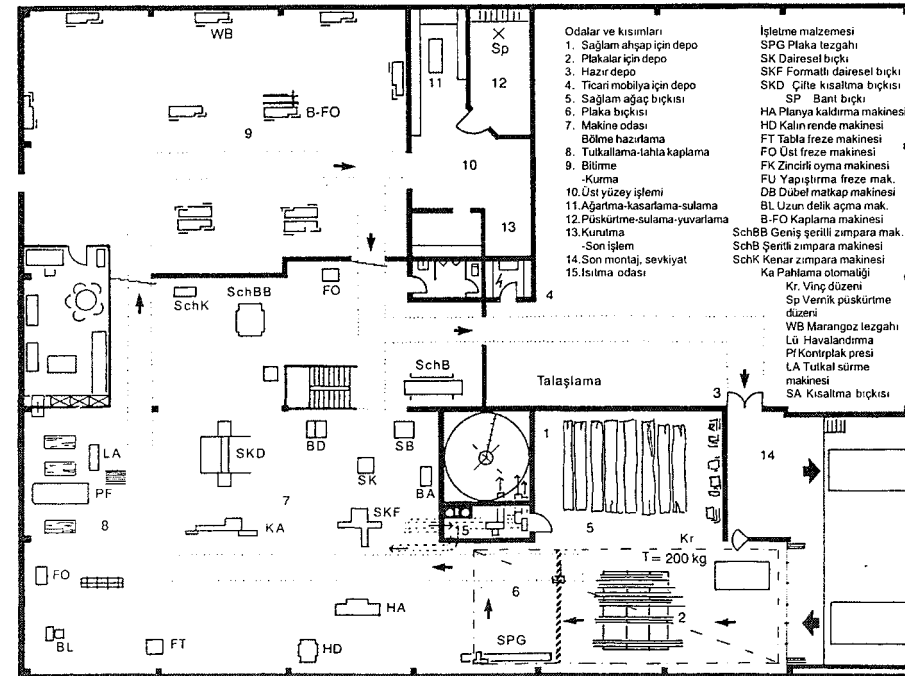 Odalar ve kısımları
1. Sağlam ahşap için depo
2. Plakalar için depo
3. Hazır depo
4. Ticari mobilya için depo
5. Sağlam ağaç bıçkısı
6. Plaka bıçkısı
7. Makine odası
Bölme hazırlama
8. Tutkallama-tahta kaplama
9. Bitirme
-Kurma
10. Üst yüzey işlemi
11. Ağartma-kasarlama-sulama
12. Püskürtme-sulama-yuvarlama
13. Kurutma
-Son işlem
14. Son montaj, sevkiyat
15. Isıtma odası
İşletme malzemesi
SPG Plaka tezgahı
SK Dairesel bıçkı
SKF Formatlı dairesel bıçkı
SKD Çifte kısaltma bıçkısı
SP Bant bıçkı
HA Planya kaldırma makinesi
HD Kalın rende makinesi
FT Tabla freze makinesi
FO Üst freze makinesi
FK Zincirli oyma makinesi
FU Yapıştırma freze mak.
DB Dübel matkap makinesi
BL Uzun delik açma mak.
B-FO Kaplama makinesi
SchBB Geniş şerilli zımpara mak.
SchB Şeritli zımpara makinesi
SchK Kenar zımpara makinesi
Ka Pahlama otomatiği
Kr. Vinç düzeni
Sp Vernik püskürtme
düzeni
WB Marangoz tezgahı
Lü Havalandırma
Pf Kontrplak presi
LA Tutkal sürme
makinesi
SA Kısaltma bıçkısı
WB
Sp
11
12
B-FO
9
10
13
SchK
SchBB
FO
4
SchB
Talaşlama
3
LA
SKD
BD
SB
1
14
PF
SK
BA
8
7
KA
SKF
15
5
Kr
T = 200 kg
FO
6
2
HA
SPG
BL
FT
HD